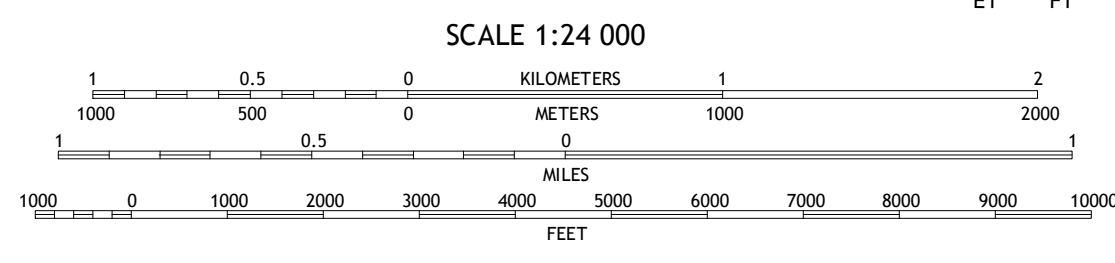 SCALE 1:24 000
1 0.5 0 KILOMETERS 1 2
1000 500 0 METERS 1000 2000
1 0.5 0 1
MILES
1000 0 1000 2000 3000 4000 5000 6000 7000 8000 9000 10000
FEET